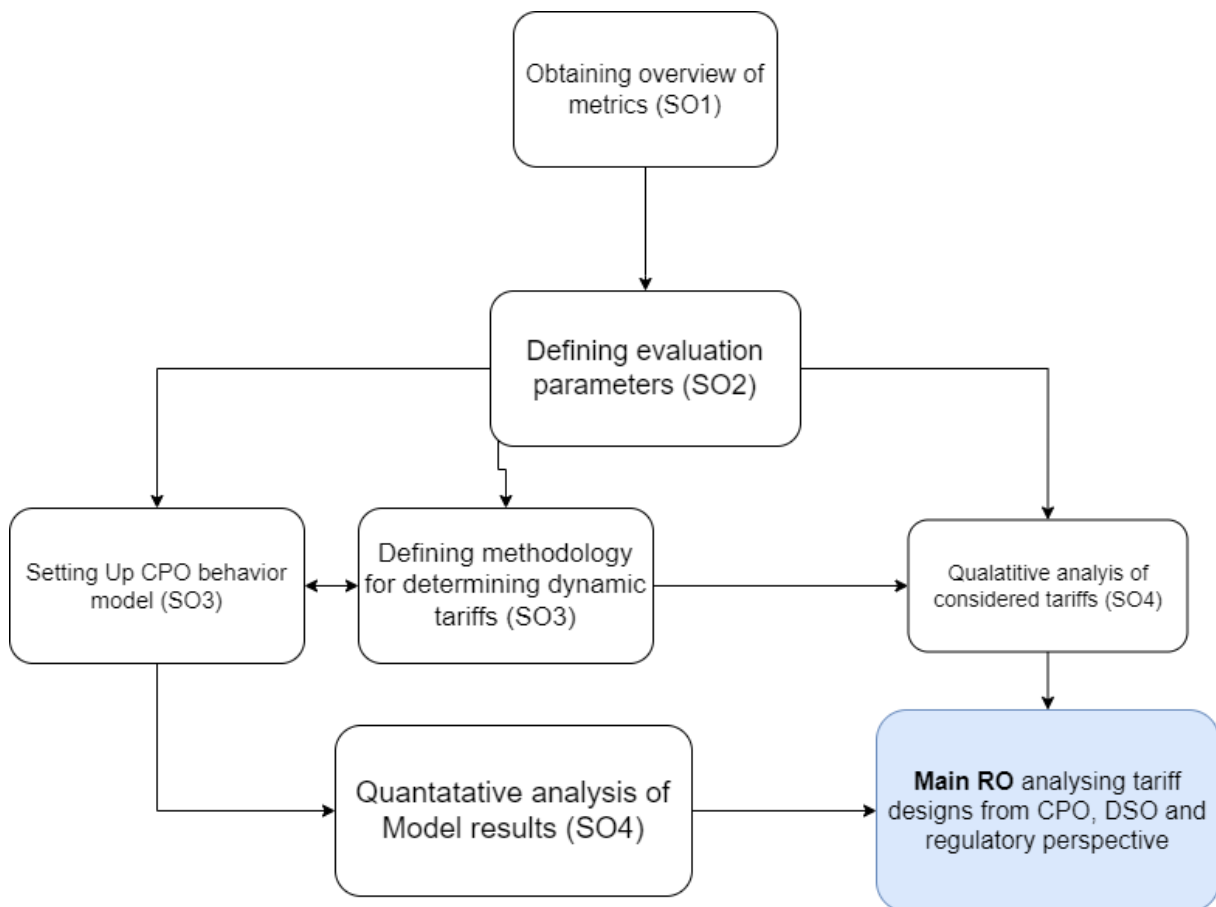 Obtaining overview of
metrics (SO1)
Defining evaluation
parameters (SO2)
Setting Up CPO behavior
model (SO3)
Defining methodology
for determining dynamic
tariffs (SO3)
Qualatitive analyis of
considered tariffs (SO4)
Quantatative analysis of
Model results (SO4)
Main RO analysing tariff
designs from CPO, DSO and
regulatory perspective